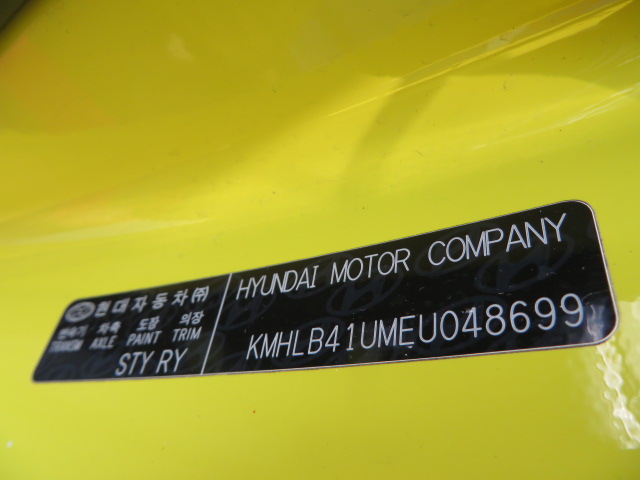 현대자동차㈜
변속기 차축 도장 의장
TRANSM AXLE PAINT TRIM
STY RY
HYUNDAI MOTOR COMPANY
KMHLB41UMEU048699